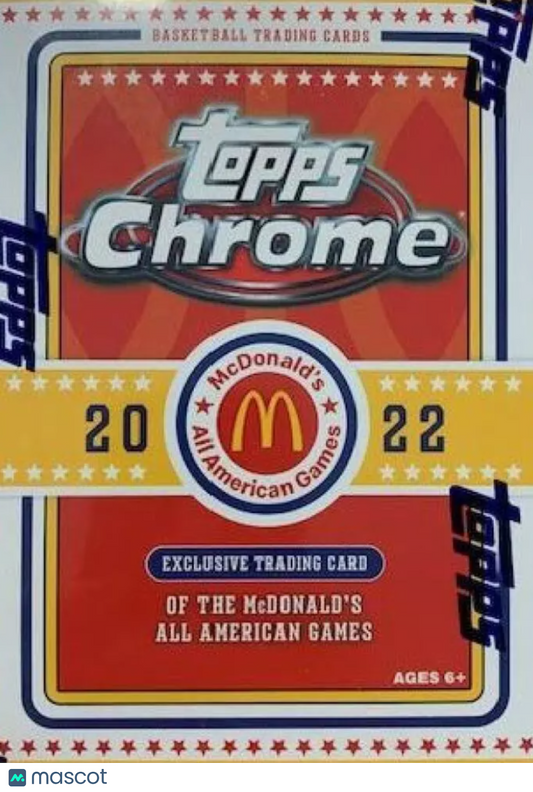 BASKETBALL TRADING CARDS
topps
topps
Chrome
topps
McDonald's
20 22
All American Games
EXCLUSIVE TRADING CARD
topps
OF THE McDONALD'S
ALL AMERICAN GAMES
AGES 6+
mascot